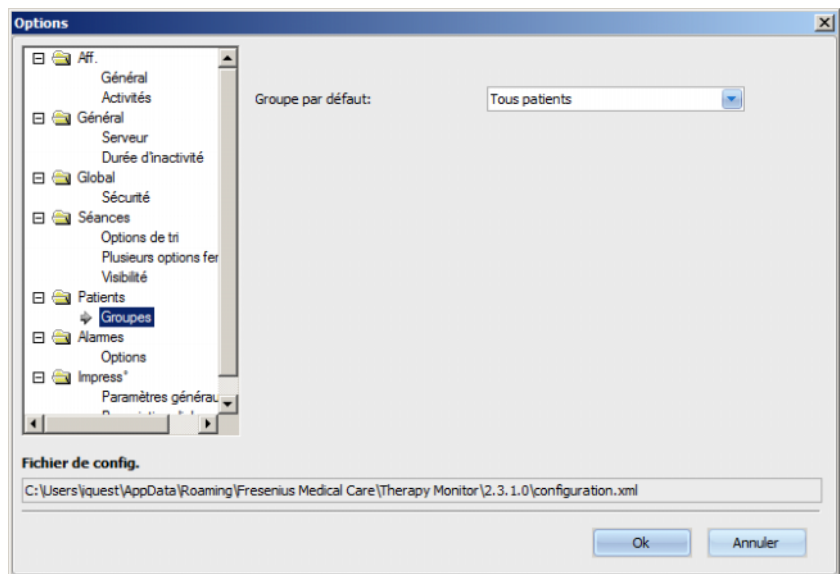 Options
Aff.
Général
Activités
Général
Serveur
Durée d'inactivité
Global
Sécurité
Séances
Options de tri
Plusieurs options fer
Visibilité
Patients
Groupes
Alarmes
Options
Impress°
Paramètres générau
Groupe par défaut:
Tous patients
Fichier de config.
C:\Users\iquest\AppData\Roaming\Fresenius Medical Care\Therapy Monitor\2.3.1.0\configuration.xml
Ok
Annuler